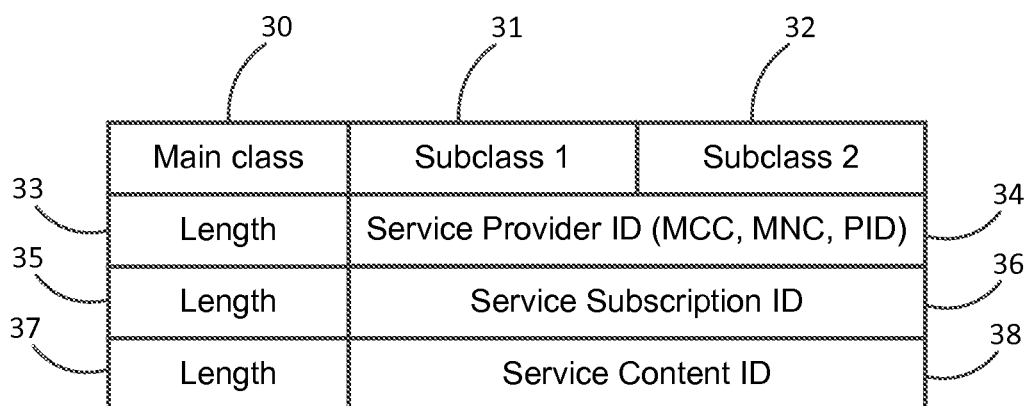 30 31 32
Main class Subclass 1 Subclass 2
33 34
Length Service Provider ID (MCC, MNC, PID)
35 36
Length Service Subscription ID
37 38
Length Service Content ID